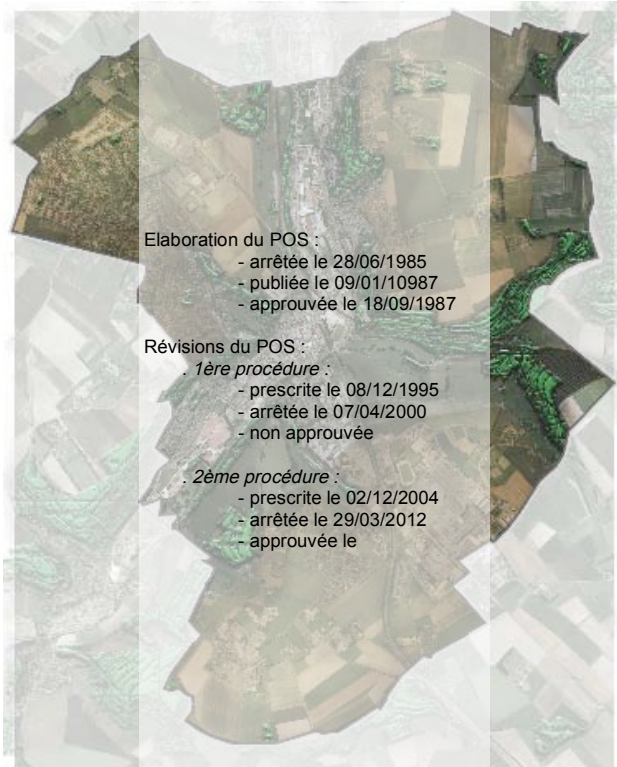 Elaboration du POS :
- arrêtée le 28/06/1985
- publiée le 09/01/10987
- approuvée le 18/09/1987
Révisions du POS :
. 1ère procédure :
- prescrite le 08/12/1995
- arrêtée le 07/04/2000
- non approuvée
. 2ème procédure :
- prescrite le 02/12/2004
- arrêtée le 29/03/2012
- approuvée le